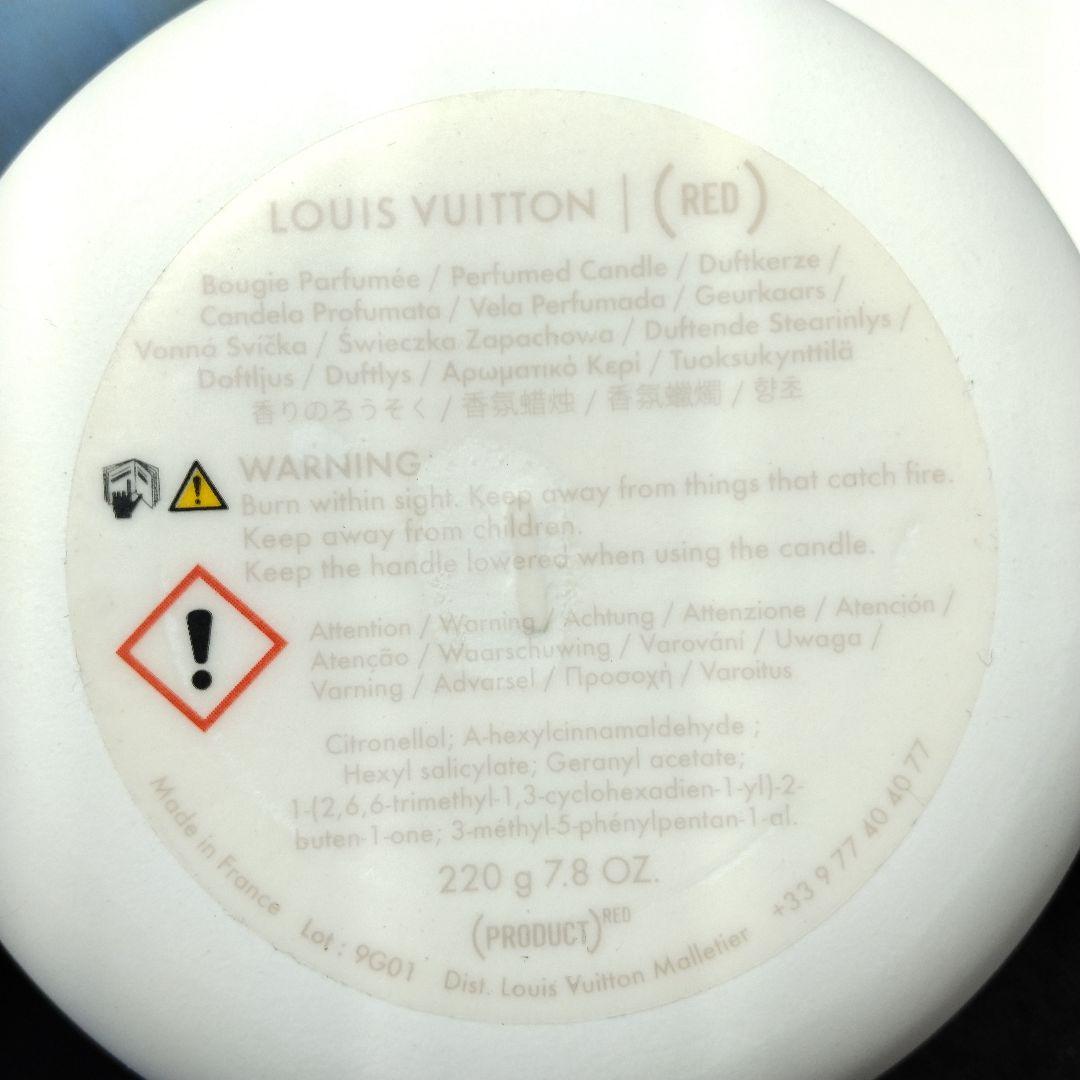 LOUIS VUITTON | (RED)
Bougie Parfumée / Perfumed Candle / Duftkerze /
Candela Profumata / Vela Perfumada / Geurkaars /
Vonná Svíčka / Świeczka Zapachowa / Duftende Stearinlys /
Doftljus / Duftlys / Αρωματικό Κερί / Tuoksukynttilä
香りのろうそく / 香氛蜡烛 / 香氛蠟燭 / 향초
WARNING
Burn within sight. Keep away from things that catch fire.
Keep away from children.
Keep the handle lowered when using the candle.
Attention / Warning / Achtung / Attenzione / Atención /
Atenção / Waarschuwing / Varování / Uwaga /
Varning / Advarsel / Προσοχή / Varoitus
Citronellol; A-hexylcinnamaldehyde ;
Hexyl salicylate; Geranyl acetate;
1-(2,6,6-trimethyl-1,3-cyclohexadien-1-yl)-2-
buten-1-one; 3-méthyl-5-phénylpentan-1-al.
220 g 7.8 OZ.
(PRODUCT)RED
Made in France Lot : 9G01 Dist. Louis Vuitton Malletier +33 9 77 40 40 77